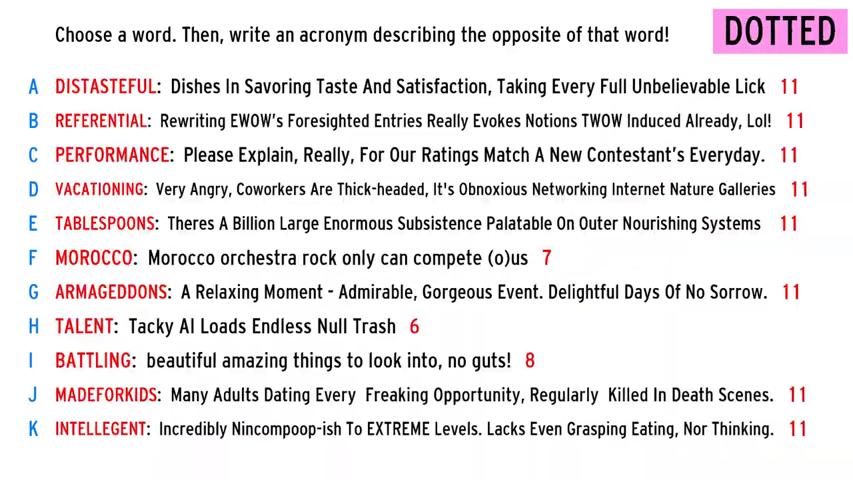 Choose a word. Then, write an acronym describing the opposite of that word!
DOTTED
A DISTASTEFUL: Dishes In Savoring Taste And Satisfaction, Taking Every Full Unbelievable Lick 11
B REFERENTIAL: Rewriting EWOW's Foresighted Entries Really Evokes Notions TWOW Induced Already, Lol! 11
C PERFORMANCE: Please Explain, Really, For Our Ratings Match A New Contestant's Everyday. 11
D VACATIONING: Very Angry, Coworkers Are Thick-headed, It's Obnoxious Networking Internet Nature Galleries 11
E TABLESPOONS: Theres A Billion Large Enormous Subsistence Palatable On Outer Nourishing Systems 11
F MOROCCO: Morocco orchestra rock only can compete (o)us 7
G ARMAGEDDONS: A Relaxing Moment - Admirable, Gorgeous Event. Delightful Days Of No Sorrow. 11
H TALENT: Tacky AI Loads Endless Null Trash 6
I BATTLING: beautiful amazing things to look into, no guts! 8
J MADEFORKIDS: Many Adults Dating Every Freaking Opportunity, Regularly Killed In Death Scenes. 11
K INTELLEGENT: Incredibly Nincompoop-ish To EXTREME Levels. Lacks Even Grasping Eating, Nor Thinking. 11